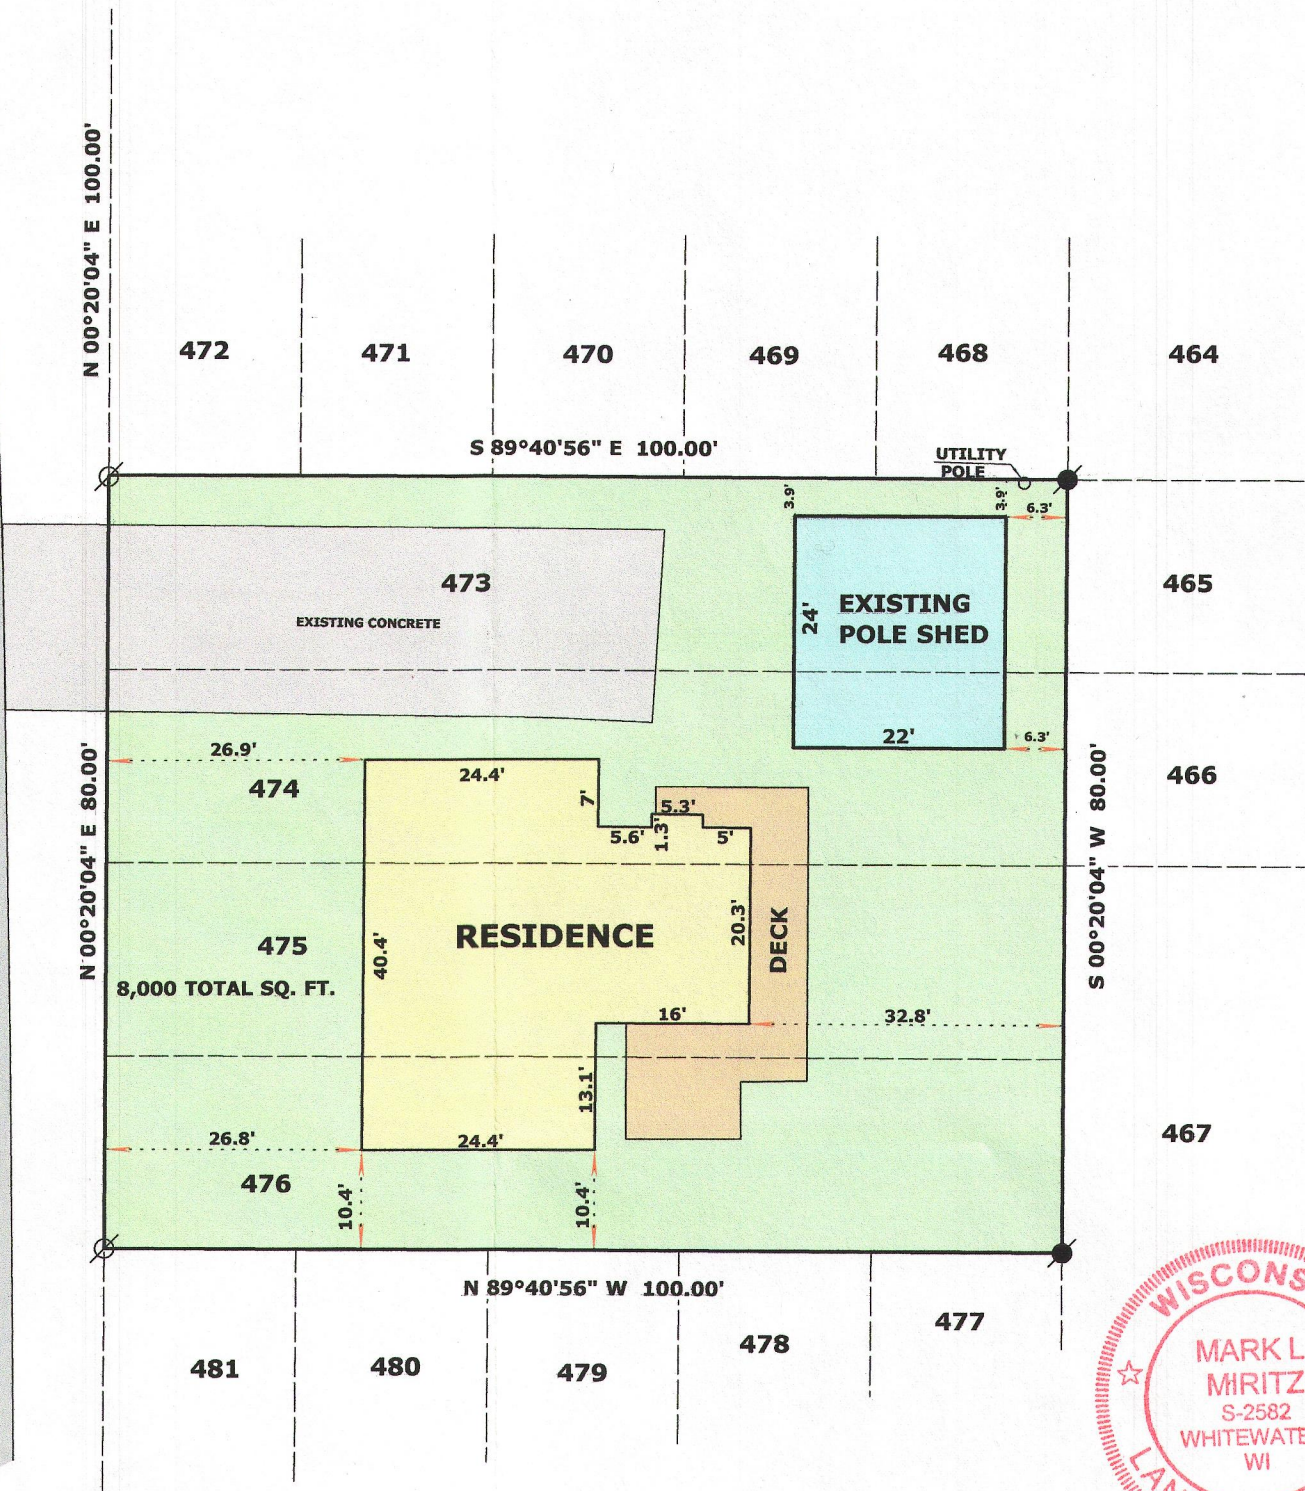 N 00°20'04" E 100.00'
472
471
470
469
468
464
S 89°40'56" E 100.00'
UTILITY
POLE
3.9'
3.9'
6.3'
473
EXISTING CONCRETE
24'
EXISTING
POLE SHED
465
22'
6.3'
26.9'
474
24.4'
7'
5.3'
5.6'
1.3'
5'
466
N 00°20'04" E 80.00'
S 00°20'04" W 80.00'
RESIDENCE
475
40.4'
20.3'
DECK
8,000 TOTAL SQ. FT.
16'
32.8'
13.1'
26.8'
24.4'
467
476
10.4'
10.4'
N 89°40'56" W 100.00'
481
480
479
478
477
WISCONS
MARK L
MIRITZ
S-2582
WHITEWATE
WI
LAN